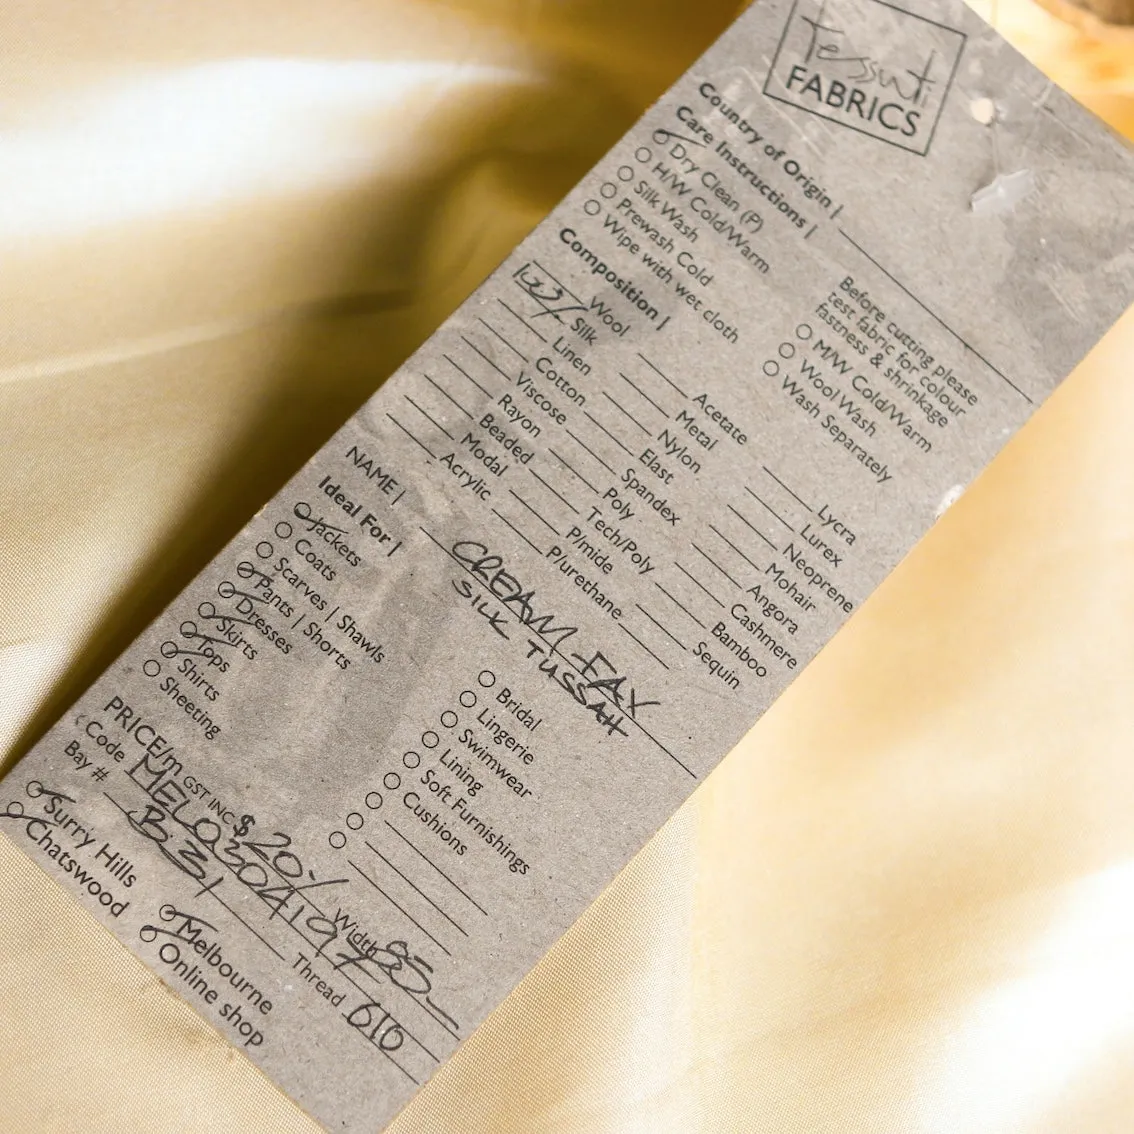 Tessuti
FABRICS
Country of Origin |
Care Instructions |
Dry Clean (P)
H/W Cold/Warm
Silk Wash
Prewash Cold
Wipe with wet cloth
Before cutting please
test fabric for colour
fastness & shrinkage
M/W Cold/Warm
Wool Wash
Wash Separately
Composition |
Wool
100% Silk
Linen
Cotton
Viscose
Rayon
Beaded
Modal
Acrylic
Acetate
Metal
Nylon
Elast
Spandex
Poly
Tech/Poly
P/mide
P/urethane
Lycra
Lurex
Neoprene
Mohair
Angora
Cashmere
Bamboo
Sequin
NAME | CREAM-FAY
SILK TUSSAH
Ideal For |
Jackets
Coats
Scarves | Shawls
Pants | Shorts
Dresses
Skirts
Tops
Shirts
Sheeting
Bridal
Lingerie
Swimwear
Lining
Soft Furnishings
Cushions
PRICE/m GST INC $20/ Width 85
Code MEL030419 Thread 610
Bay # B.31
Surry Hills
Chatswood
Melbourne
Online shop